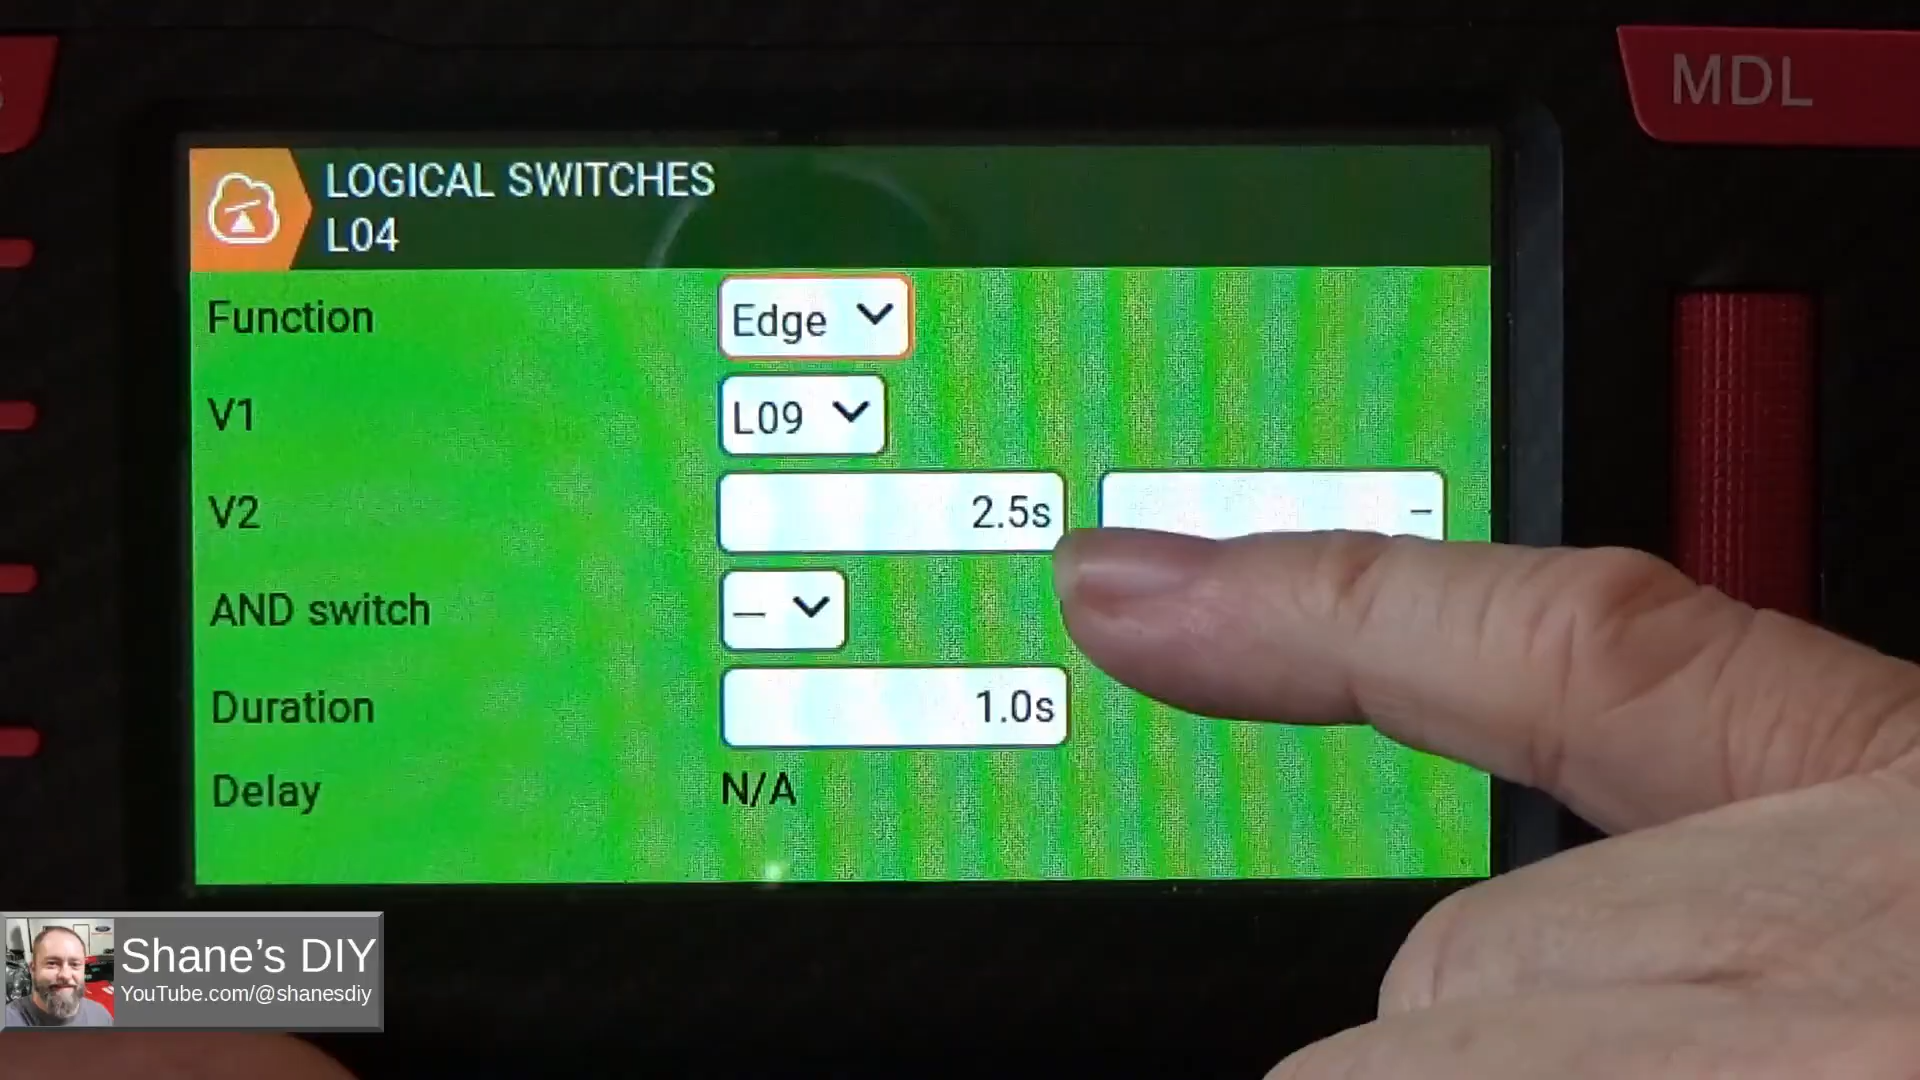 MDL
LOGICAL SWITCHES
L04
Function Edge
V1 L09
V2 2.5s --
AND switch —
Duration 1.0s
Delay N/A
Shane's DIY
YouTube.com/@shanesdiy